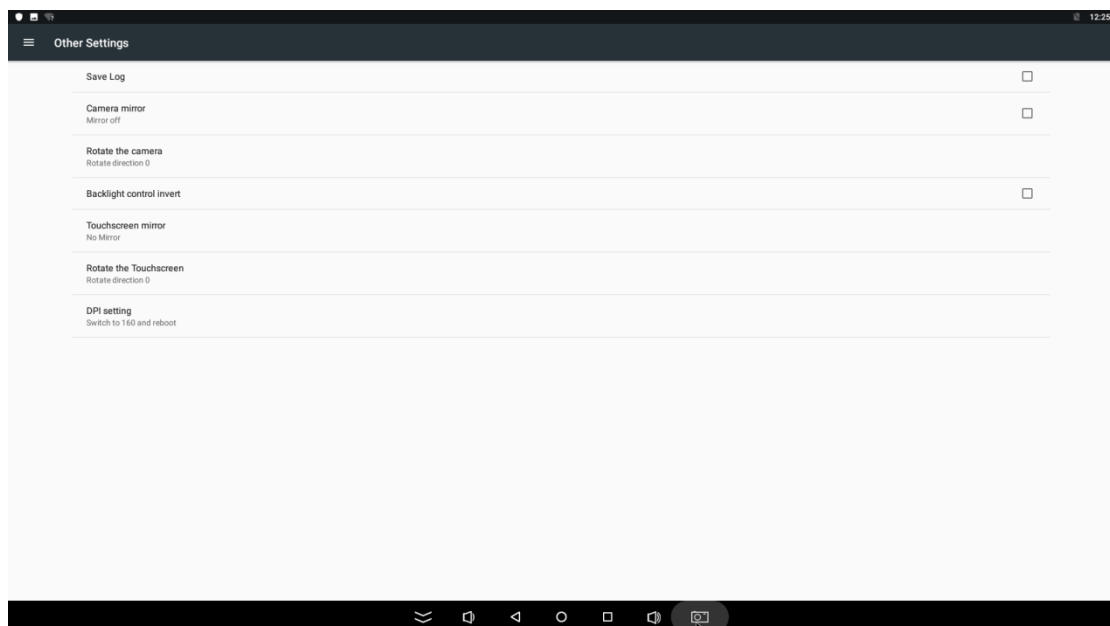 12:25
Other Settings
Save Log
Camera mirror
Mirror off
Rotate the camera
Rotate direction 0
Backlight control invert
Touchscreen mirror
No Mirror
Rotate the Touchscreen
Rotate direction 0
DPI setting
Switch to 160 and reboot